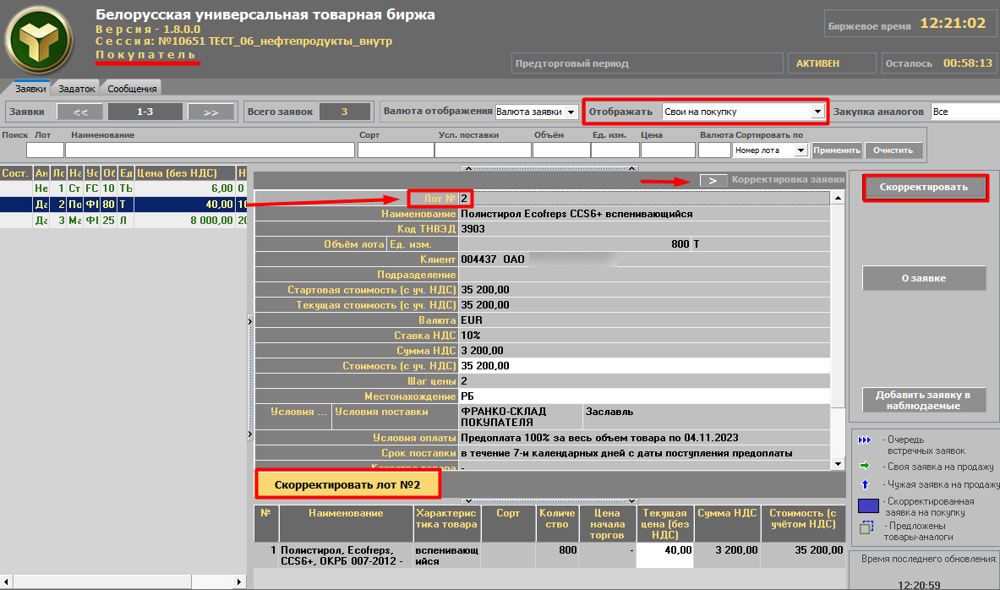 Белорусская универсальная товарная биржа
Версия - 1.8.0.0
Сессия: №10651 ТЕСТ_06_нефтепродукты_внутр
Покупатель
Биржевое время 12:21:02
Предторговый период
АКТИВЕН
Осталось 00:58:13
Заявки Задаток Сообщения
Заявки << 1-3 >> Всего заявок 3 Валюта отображения Валюта заявки Отображать Свои на покупку Закупка аналогов Все
Поиск Лот Наименование Сорт Усл. поставки Объём Ед. изм. Цена Валюта Сортировать по
Номер лота Применить Очистить
Сост. Ан Лс На Ус Об Ед Цена (без НДС) Н
Не 1 Ст FC 10 ТЬ 6,00 0
Да 2 По ФІ 80 Т 40,00 10
Да 3 Ма ФІ 25 Л 8 000,00 20
> Корректировка заявки
Лот № 2
Наименование Полистирол Ecofreps CCS6+ вспенивающийся
Код ТНВЭД 3903
Объём лота Ед. изм. 800 Т
Клиент 004437 ОАО
Подразделение
Стартовая стоимость (с уч. НДС) 35 200,00
Текущая стоимость (с уч. НДС) 35 200,00
Валюта EUR
Ставка НДС 10%
Сумма НДС 3 200,00
Стоимость (с уч. НДС) 35 200,00
Шаг цены 2
Местонахождение РБ
Условия ... Условия поставки ФРАНКО-СКЛАД ПОКУПАТЕЛЯ Заславль
Условия оплаты Предоплата 100% за весь объем товара по 04.11.2023
Срок поставки в течение 7-и календарных дней с даты поступления предоплаты
Качество товара -
Скорректировать лот №2
№ Наименование Характерис тика товара Сорт Количе ство Цена начала торгов Текущая цена (без НДС) Сумма НДС Стоимость (с учётом НДС)
1 Полистирол, Ecofreps, CCS6+, ОКРБ 007-2012 - вспенивающ ийся 800 - 40,00 3 200,00 35 200,00
Скорректировать
О заявке
Добавить заявку в
наблюдаемые
- Очередь
встречных заявок
- Своя заявка на продажу
- Чужая заявка на продажу
- Скорректированная
заявка на покупку
- Предложены
товары-аналоги
Время последнего обновления:
12:20:59